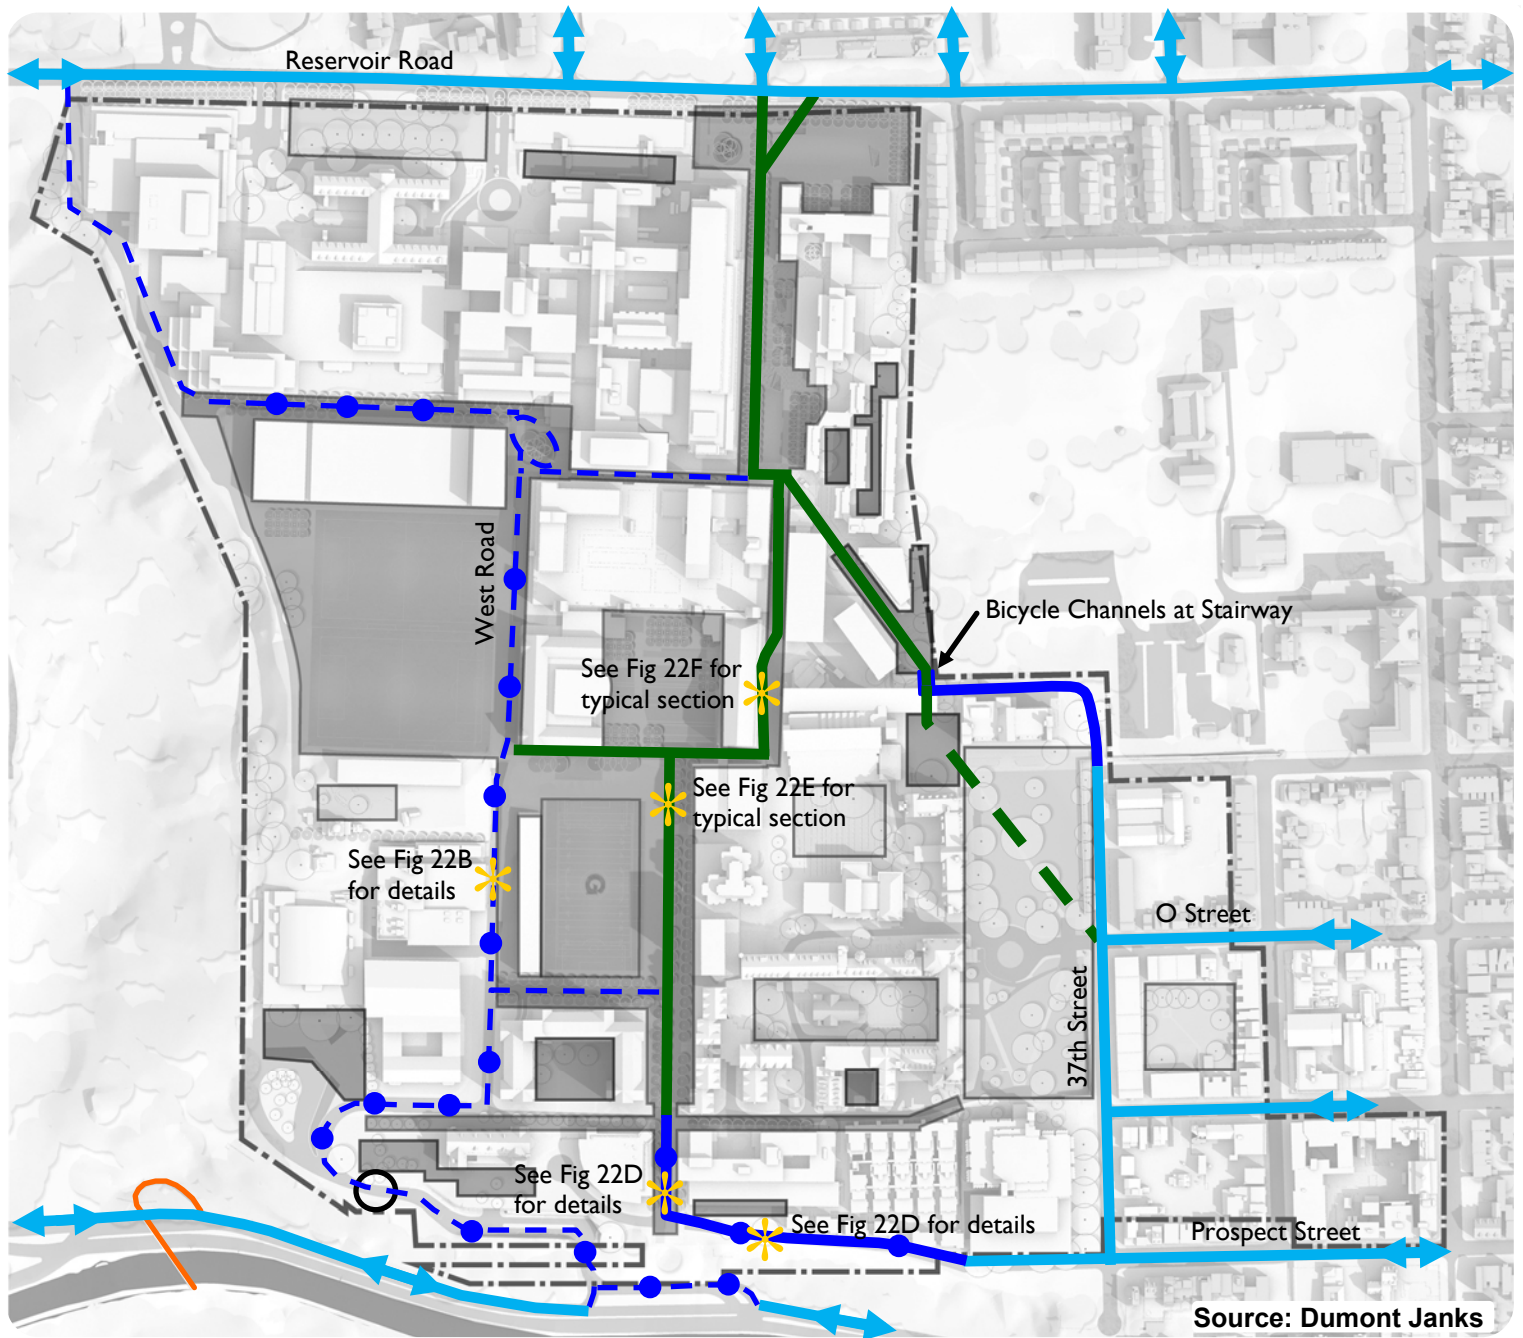 Reservoir Road
West Road
Bicycle Channels at Stairway
See Fig 22F for
typical section
See Fig 22E for
typical section
See Fig 22B
for details
G
O Street
37th Street
See Fig 22D
for details
See Fig 22D for details
Prospect Street
Source: Dumont Janks